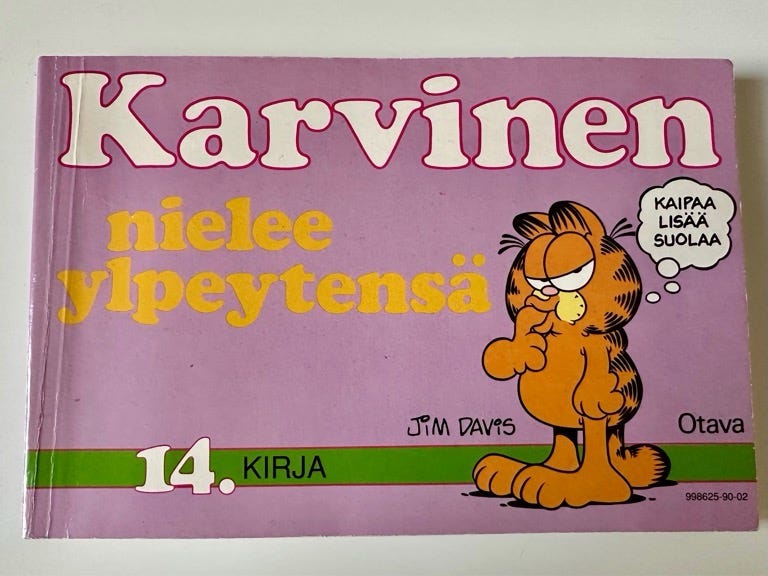 Karvinen
nielee
ylpeytensä
KAIPAA
LISÄÄ
SUOLAA
JIM DAVIS
Otava
14. KIRJA
998625-90-02